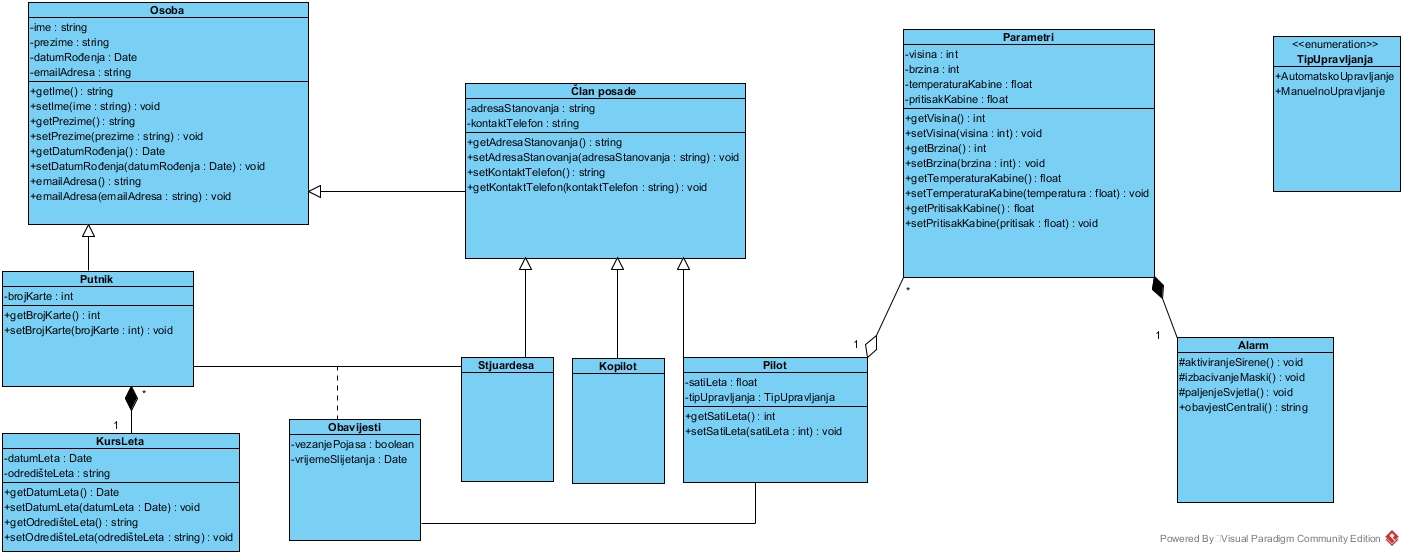 Osoba
-ime : string
-prezime : string
-datumRođenja : Date
-emailAdresa : string
+getIme() : string
+setIme(ime : string) : void
+getPrezime() : string
+setPrezime(prezime : string) : void
+getDatumRođenja() : Date
+setDatumRođenja(datumRođenja : Date) : void
+emailAdresa() : string
+emailAdresa(emailAdresa : string) : void
Član posade
-adresaStanovanja : string
-kontaktTelefon : string
+getAdresaStanovanja() : string
+setAdresaStanovanja(adresaStanovanja : string) : void
+setKontaktTelefon() : string
+getKontaktTelefon(kontaktTelefon : string) : void
Parametri
-visina : int
-brzina : int
-temperaturaKabine : float
-pritisakKabine : float
+getVisina() : int
+setVisina(visina : int) : void
+getBrzina() : int
+setBrzina(brzina : int) : void
+getTemperaturaKabine() : float
+setTemperaturaKabine(temperatura : float) : void
+getPritisakKabine() : float
+setPritisakKabine(pritisak : float) : void
<<enumeration>>
TipUpravljanja
+AutomatskoUpravljanje
+ManuelnoUpravljanje
Putnik
-brojKarte : int
+getBrojKarte() : int
+setBrojKarte(brojKarte : int) : void
*
1
KursLeta
-datumLeta : Date
-odredišteLeta : string
+getDatumLeta() : Date
+setDatumLeta(datumLeta : Date) : void
+getOdredišteLeta() : string
+setOdredišteLeta(odredišteLeta : string) : void
Obavijesti
-vezanjePojasa : boolean
-vrijemeSlijetanja : Date
Stjuardesa
Kopilot
Pilot
-satiLeta : float
-tipUpravljanja : TipUpravljanja
+getSatiLeta() : int
+setSatiLeta(satiLeta : int) : void
*
1
1
Alarm
#aktiviranjeSirene() : void
#izbacivanjeMaski() : void
#paljenjeSvjetla() : void
+obavjestCentrali() : string
Powered By Visual Paradigm Community Edition